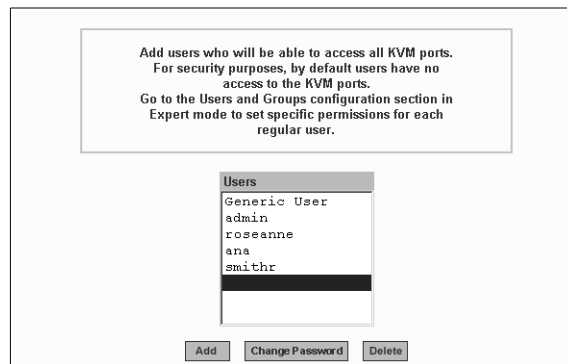 Add users who will be able to access all KVM ports.
For security purposes, by default users have no
access to the KVM ports.
Go to the Users and Groups configuration section in
Expert mode to set specific permissions for each
regular user.
Users
Generic User
admin
roseanne
ana
smithr
Add Change Password Delete